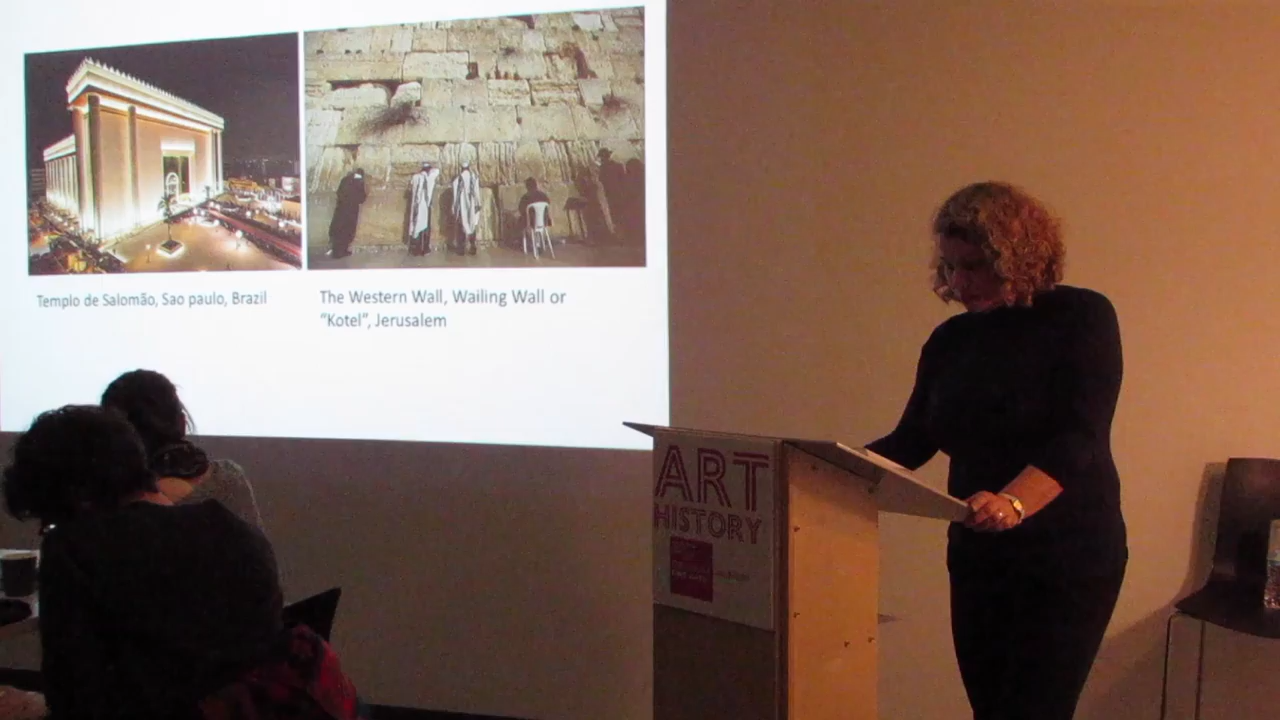 Templo de Salomão, Sao paulo, Brazil
The Western Wall, Wailing Wall or
"Kotel", Jerusalem
ART
HISTORY